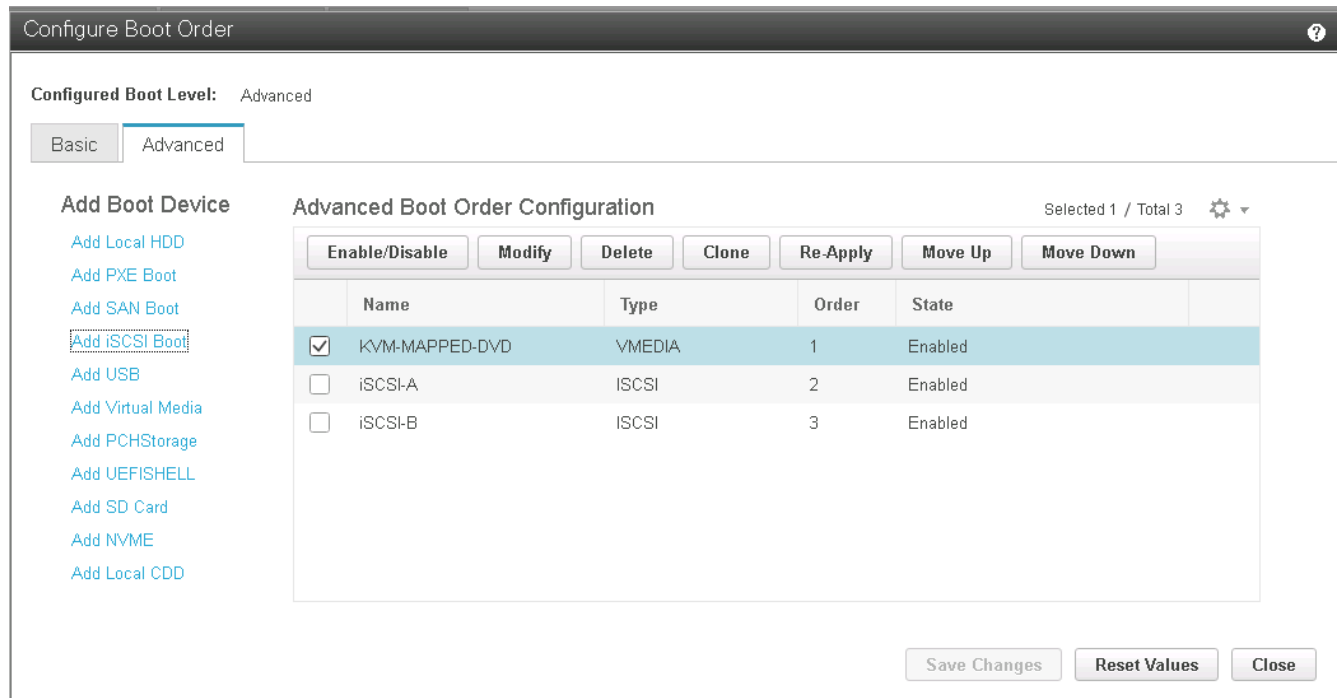 Configure Boot Order
Configured Boot Level: Advanced
Basic Advanced
Add Boot Device
Add Local HDD
Add PXE Boot
Add SAN Boot
Add iSCSI Boot
Add USB
Add Virtual Media
Add PCHStorage
Add UEFISHELL
Add SD Card
Add NVME
Add Local CDD
Advanced Boot Order Configuration Selected 1 / Total 3
Enable/Disable Modify Delete Clone Re-Apply Move Up Move Down
Name Type Order State
KVM-MAPPED-DVD VMEDIA 1 Enabled
iSCSI-A ISCSI 2 Enabled
iSCSI-B ISCSI 3 Enabled
Save Changes Reset Values Close